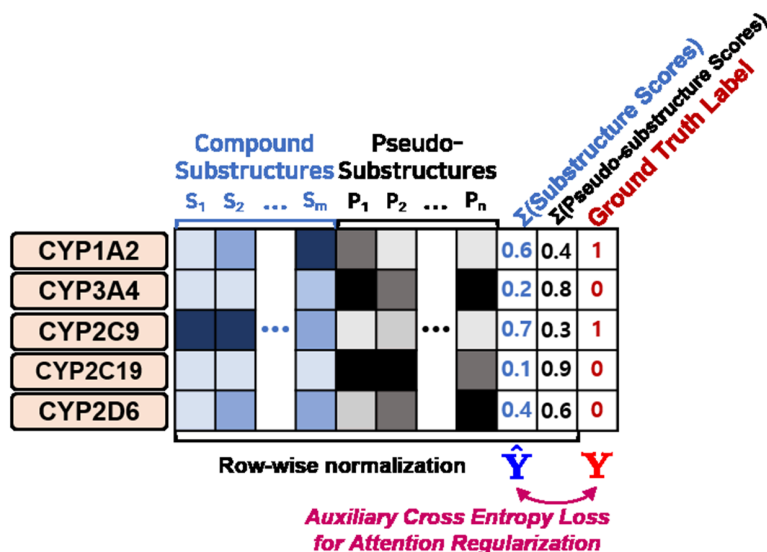 Σ(Substructure Scores)
Σ(Pseudo-substructure Scores)
Ground Truth Label
Compound
Substructures
Pseudo-
Substructures
S1 S2 ... Sm P1 P2 ... Pn
CYP1A2 0.6 0.4 1
CYP3A4 0.2 0.8 0
CYP2C9 ... ... 0.7 0.3 1
CYP2C19 0.1 0.9 0
CYP2D6 0.4 0.6 0
Row-wise normalization Ŷ Y
Auxiliary Cross Entropy Loss
for Attention Regularization